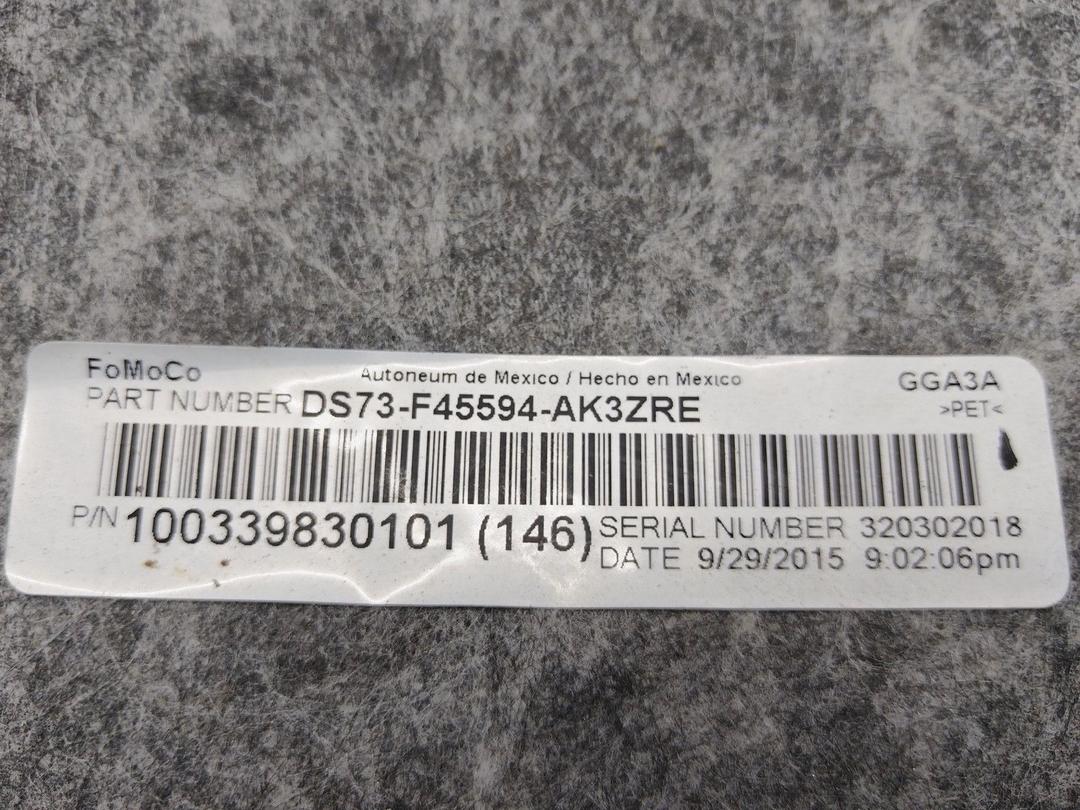 FoMoCo Autoneum de Mexico / Hecho en Mexico GGA3A
PART NUMBER DS73-F45594-AK3ZRE >PET<
P/N 100339830101 (146) SERIAL NUMBER 320302018
DATE 9/29/2015 9:02:06pm